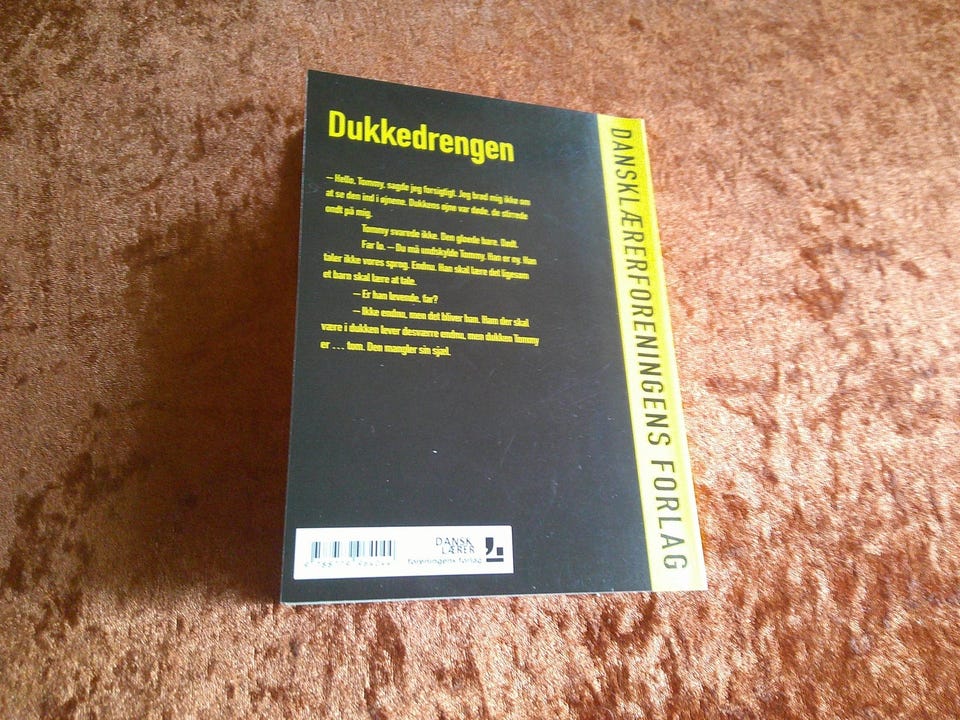 Dukkedrengen
– Hello, Tommy, sagde jeg forsigtigt. Jeg brød mig ikke om
at se den ind i øjnene. Dukkens øjne var døde, de stirrede
ondt på mig.
Tommy svarede ikke. Den gloede bare. Dødt.
Far lo. – Du må undskylde Tommy. Han er ny. Han
taler ikke vores sprog. Endnu. Han skal lære det ligesom
et barn skal lære at tale.
– Er han levende, far?
– Ikke endnu, men det bliver han. Ham der skal
være i dukken lever desværre endnu, men dukken Tommy
er ... tom. Den mangler sin sjæl.
DANSKLÆRERFORENINGENS FORLAG
DANSK
LÆRER
foreningens forlag